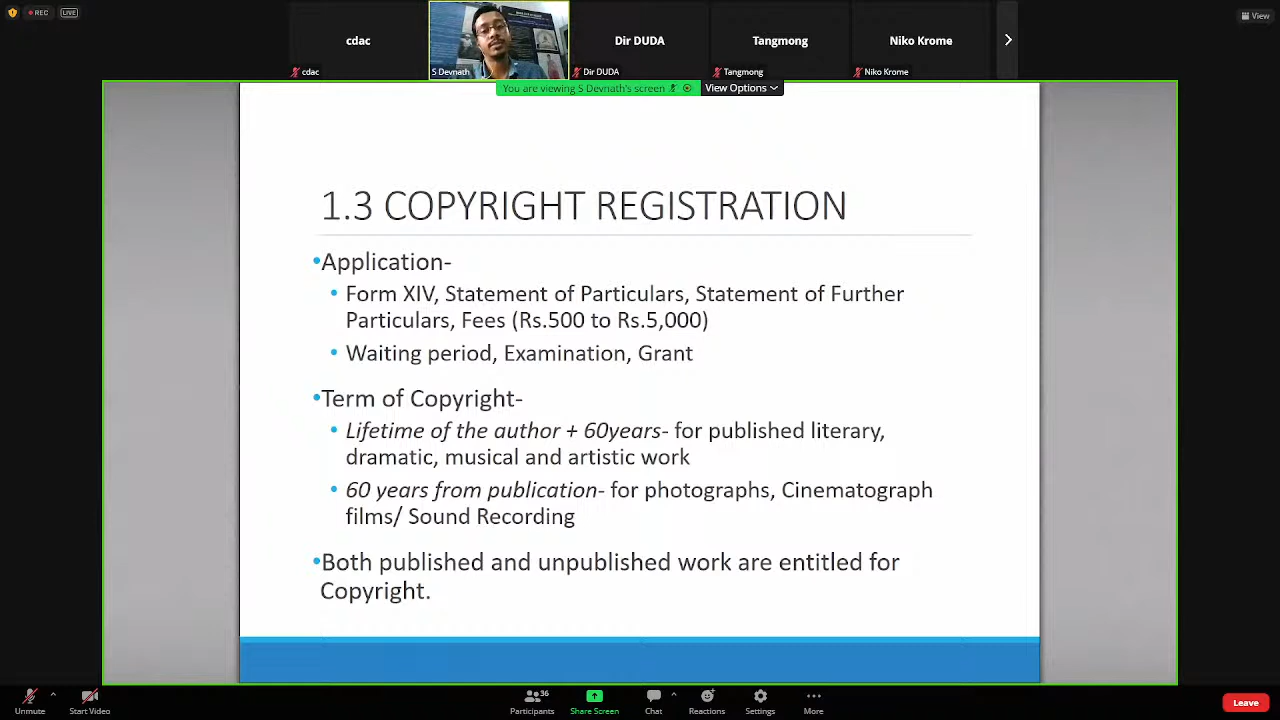 REC
LIVE
View
cdac
Dir DUDA
Tangmong
Niko Krome
cdac
S Devnath
Dir DUDA
Tangmong
Niko Krome
You are viewing S Devnath's screen
View Options
1.3 COPYRIGHT REGISTRATION
•Application-
• Form XIV, Statement of Particulars, Statement of Further
Particulars, Fees (Rs.500 to Rs.5,000)
• Waiting period, Examination, Grant
•Term of Copyright-
• Lifetime of the author + 60years- for published literary,
dramatic, musical and artistic work
• 60 years from publication- for photographs, Cinematograph
films/ Sound Recording
•Both published and unpublished work are entitled for
Copyright.
Unmute
Start Video
36
Participants
Share Screen
Chat
Reactions
Settings
More
Leave